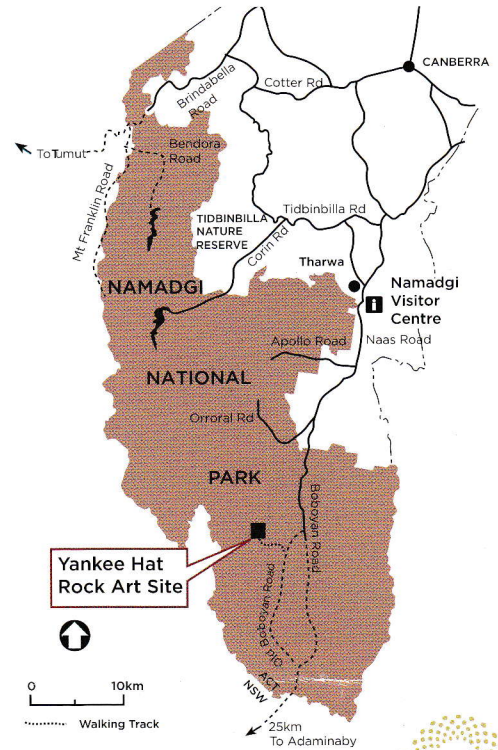 CANBERRA
Cotter Rd
Brindabella
Road
To Tumut
Bendora
Road
Mt Franklin Road
TIDBINBILLA
NATURE
RESERVE
Tidbinbilla Rd
Corin Rd
Tharwa
NAMADGI
Namadgi
Visitor
Centre
i
Apollo Road
Naas Road
NATIONAL
Orroral Rd
PARK
Boboyan Road
Yankee Hat
Rock Art Site
Old Boboyan Road
ACT
NSW
0 10km
Walking Track
25km
To Adaminaby